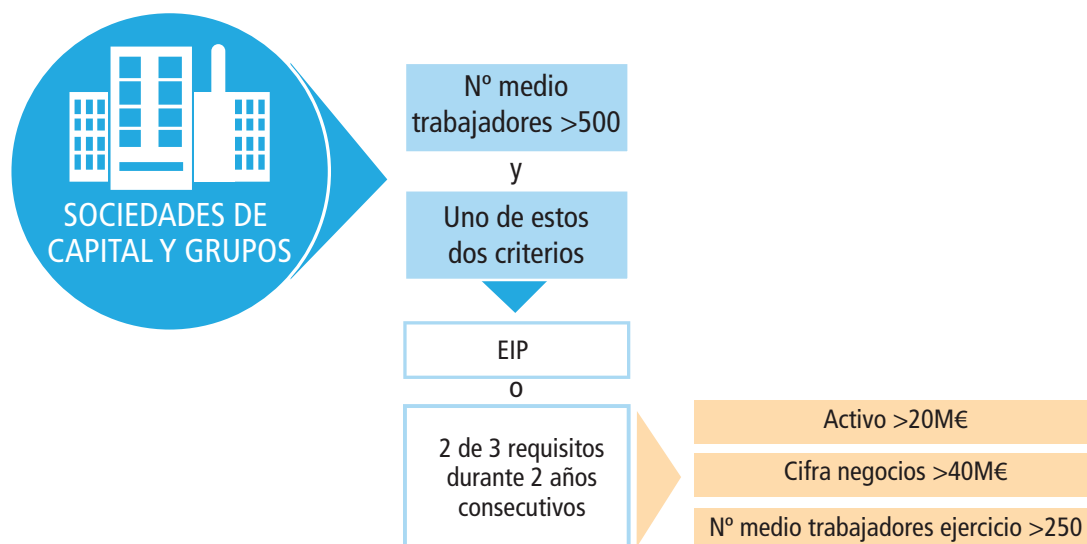 SOCIEDADES DE
CAPITAL Y GRUPOS
Nº medio
trabajadores >500
y
Uno de estos
dos criterios
EIP
o
2 de 3 requisitos
durante 2 años
consecutivos
Activo >20M€
Cifra negocios >40M€
Nº medio trabajadores ejercicio >250